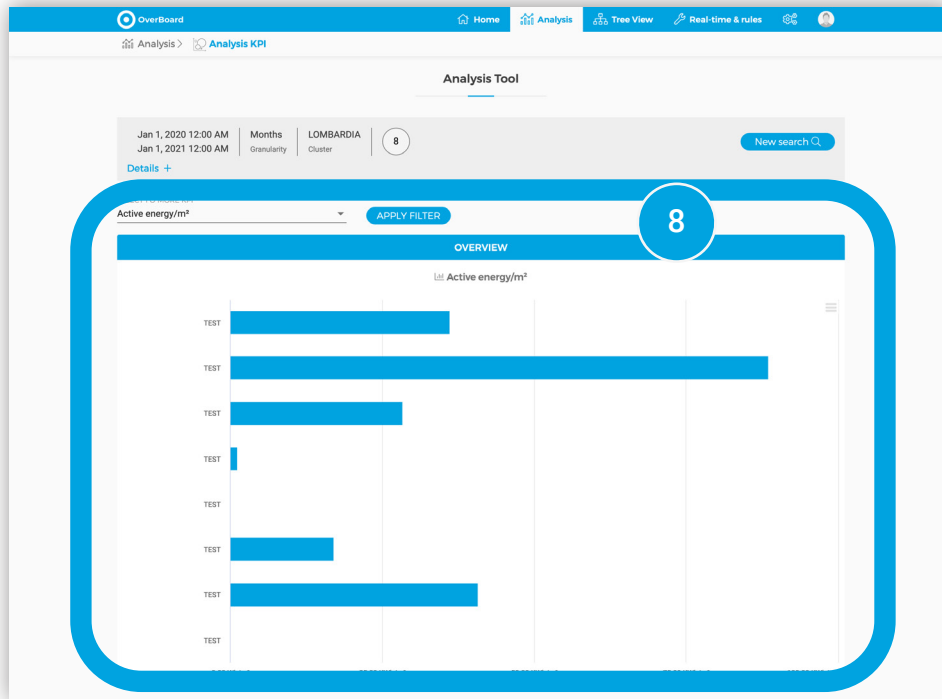 OverBoard
Home Analysis Tree View Real-time & rules
Analysis > Analysis KPI
Analysis Tool
Jan 1, 2020 12:00 AM Months LOMBARDIA 8
Jan 1, 2021 12:00 AM Granularity Cluster
New search
Details +
Active energy/m²
APPLY FILTER
8
OVERVIEW
Active energy/m²
TEST
TEST
TEST
TEST
TEST
TEST
TEST
TEST